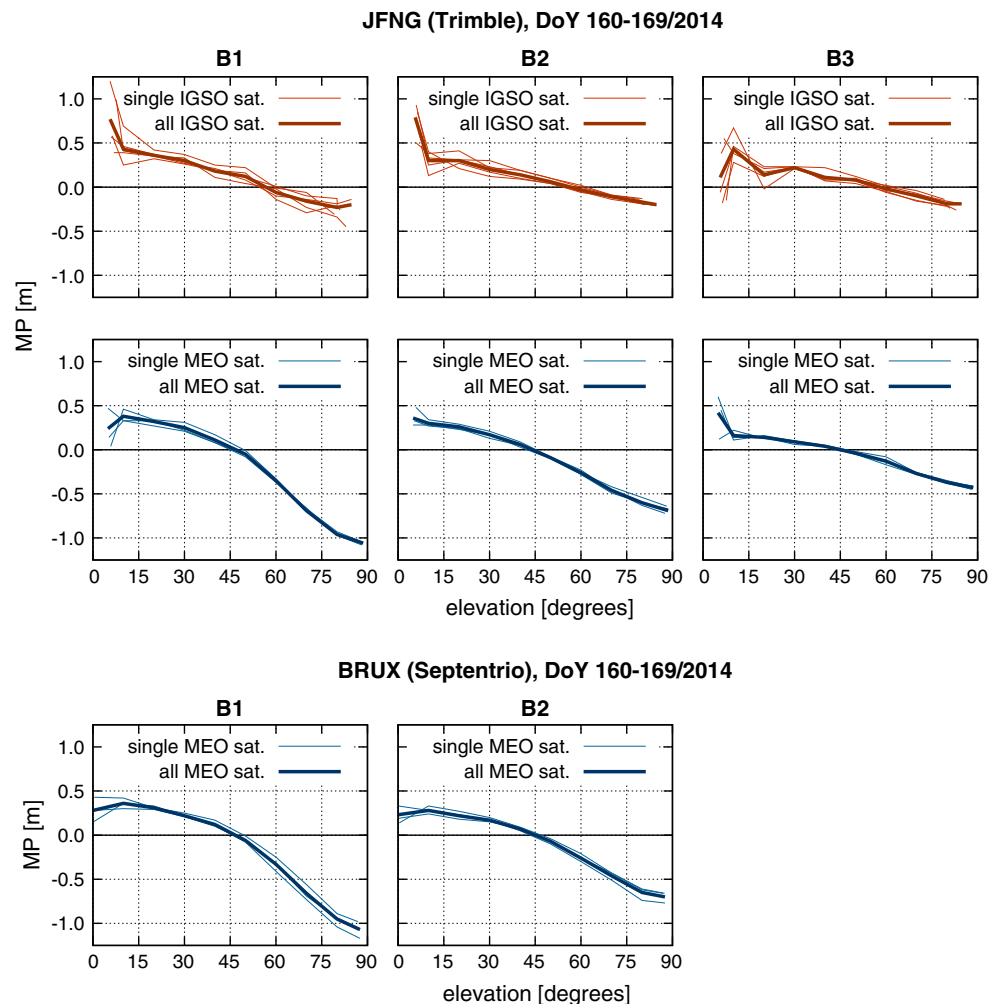 JFNG (Trimble), DoY 160-169/2014
B1 B2 B3
single IGSO sat. single IGSO sat. single IGSO sat.
all IGSO sat. all IGSO sat. all IGSO sat.
1.0
0.5
0.0
-0.5
-1.0
MP [m]
single MEO sat. single MEO sat. single MEO sat.
all MEO sat. all MEO sat. all MEO sat.
1.0
0.5
0.0
-0.5
-1.0
0 15 30 45 60 75 90 0 15 30 45 60 75 90 0 15 30 45 60 75 90
elevation [degrees]
BRUX (Septentrio), DoY 160-169/2014
B1 B2
single MEO sat. single MEO sat.
all MEO sat. all MEO sat.
1.0
0.5
0.0
-0.5
-1.0
MP [m]
0 15 30 45 60 75 90 0 15 30 45 60 75 90
elevation [degrees]